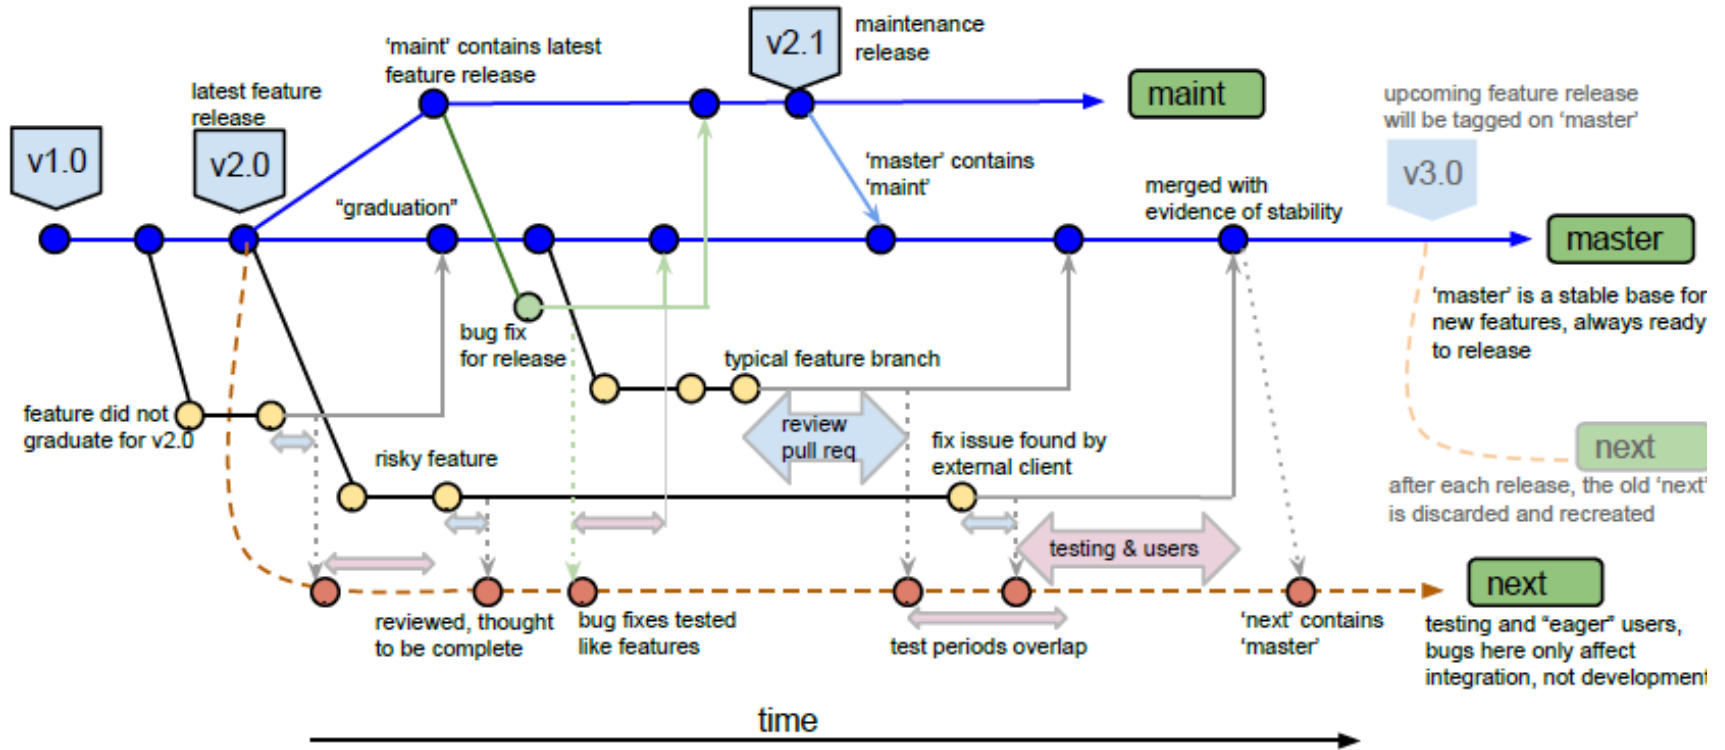 v1.0
latest feature
release
v2.0
'maint' contains latest
feature release
v2.1
maintenance
release
maint
upcoming feature release
will be tagged on 'master'
v3.0
'master' contains
'maint'
"graduation"
merged with
evidence of stability
master
'master' is a stable base for
new features, always ready
to release
bug fix
for release
typical feature branch
feature did not
graduate for v2.0
review
pull req
fix issue found by
external client
risky feature
next
after each release, the old 'next'
is discarded and recreated
testing & users
next
reviewed, thought
to be complete
bug fixes tested
like features
test periods overlap
'next' contains
'master'
testing and "eager" users,
bugs here only affect
integration, not development
time